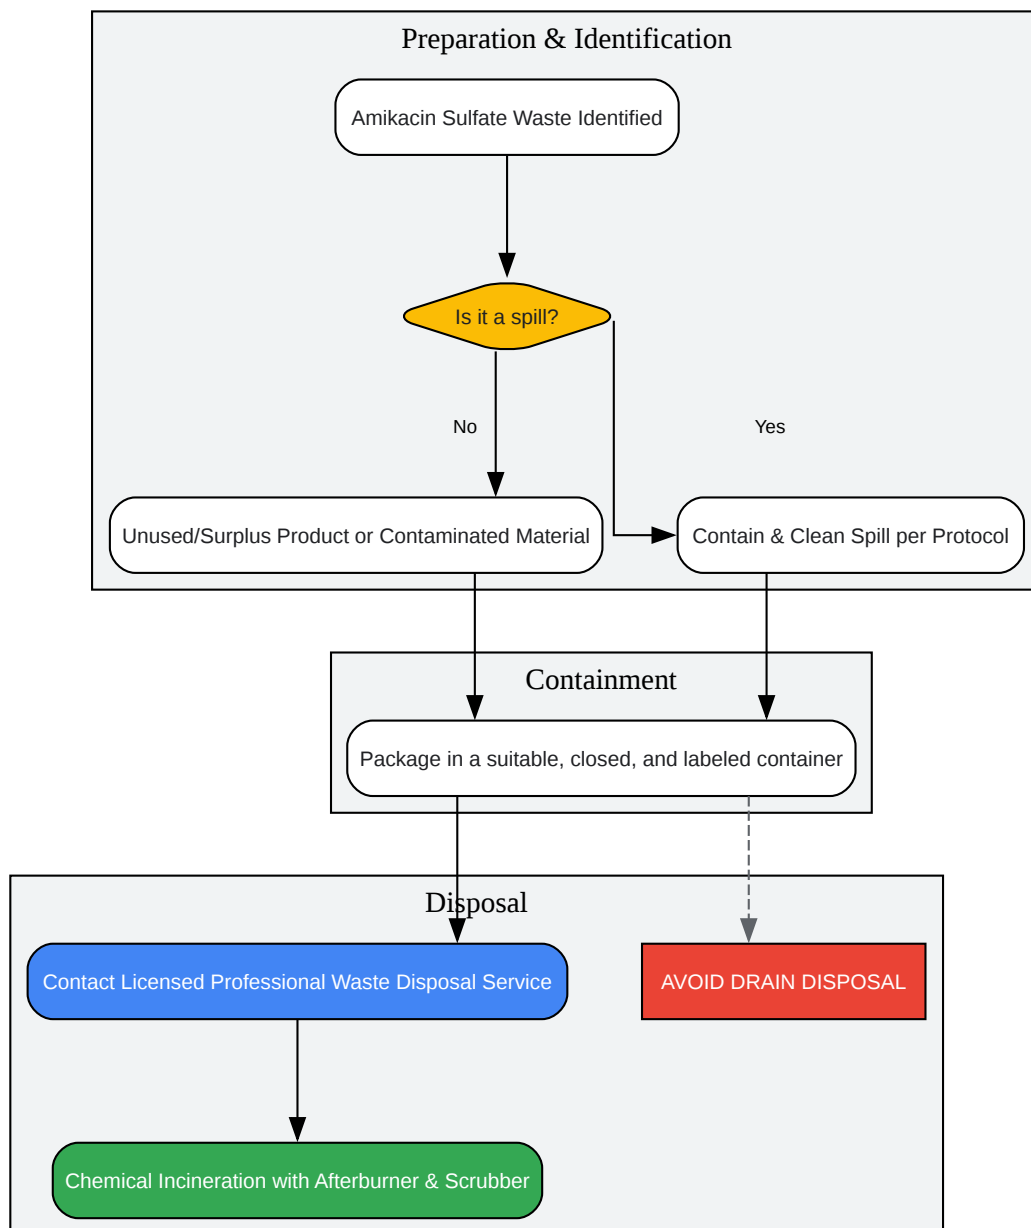 Preparation & Identification
Amikacin Sulfate Waste Identified
Is it a spill?
No
Yes
Unused/Surplus Product or Contaminated Material
Contain & Clean Spill per Protocol
Containment
Package in a suitable, closed, and labeled container
Disposal
Contact Licensed Professional Waste Disposal Service
AVOID DRAIN DISPOSAL
Chemical Incineration with Afterburner & Scrubber